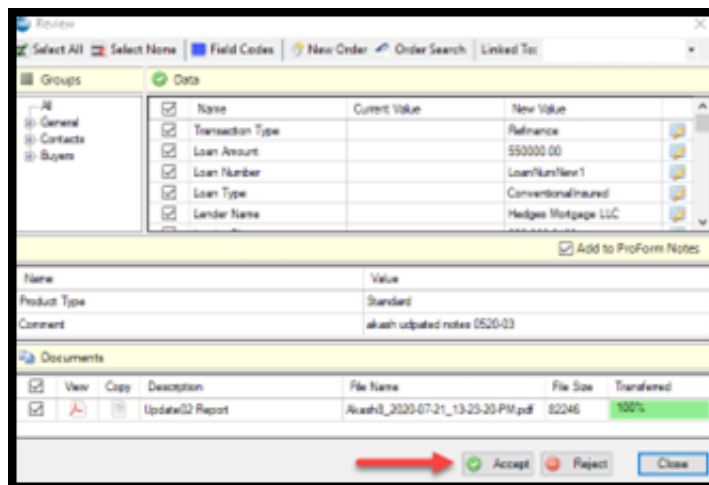 Review
Select All Select None Field Codes New Order Order Search Linked To:
Groups Data
All
General
Contacts
Buyers
Name Current Value New Value
Transaction Type Refinance
Loan Amount 550000.00
Loan Number LoanNumNew1
Loan Type ConventionalInsured
Lender Name Hedges Mortgage LLC
Add to ProForm Notes
Name Value
Product Type Standard
Comment akash udpated notes 0520-03
Documents
View Copy Description File Name File Size Transferred
Update02 Report Akash3_2020-07-21_13-23-20-PM.pdf 82246 100%
Accept Reject Close